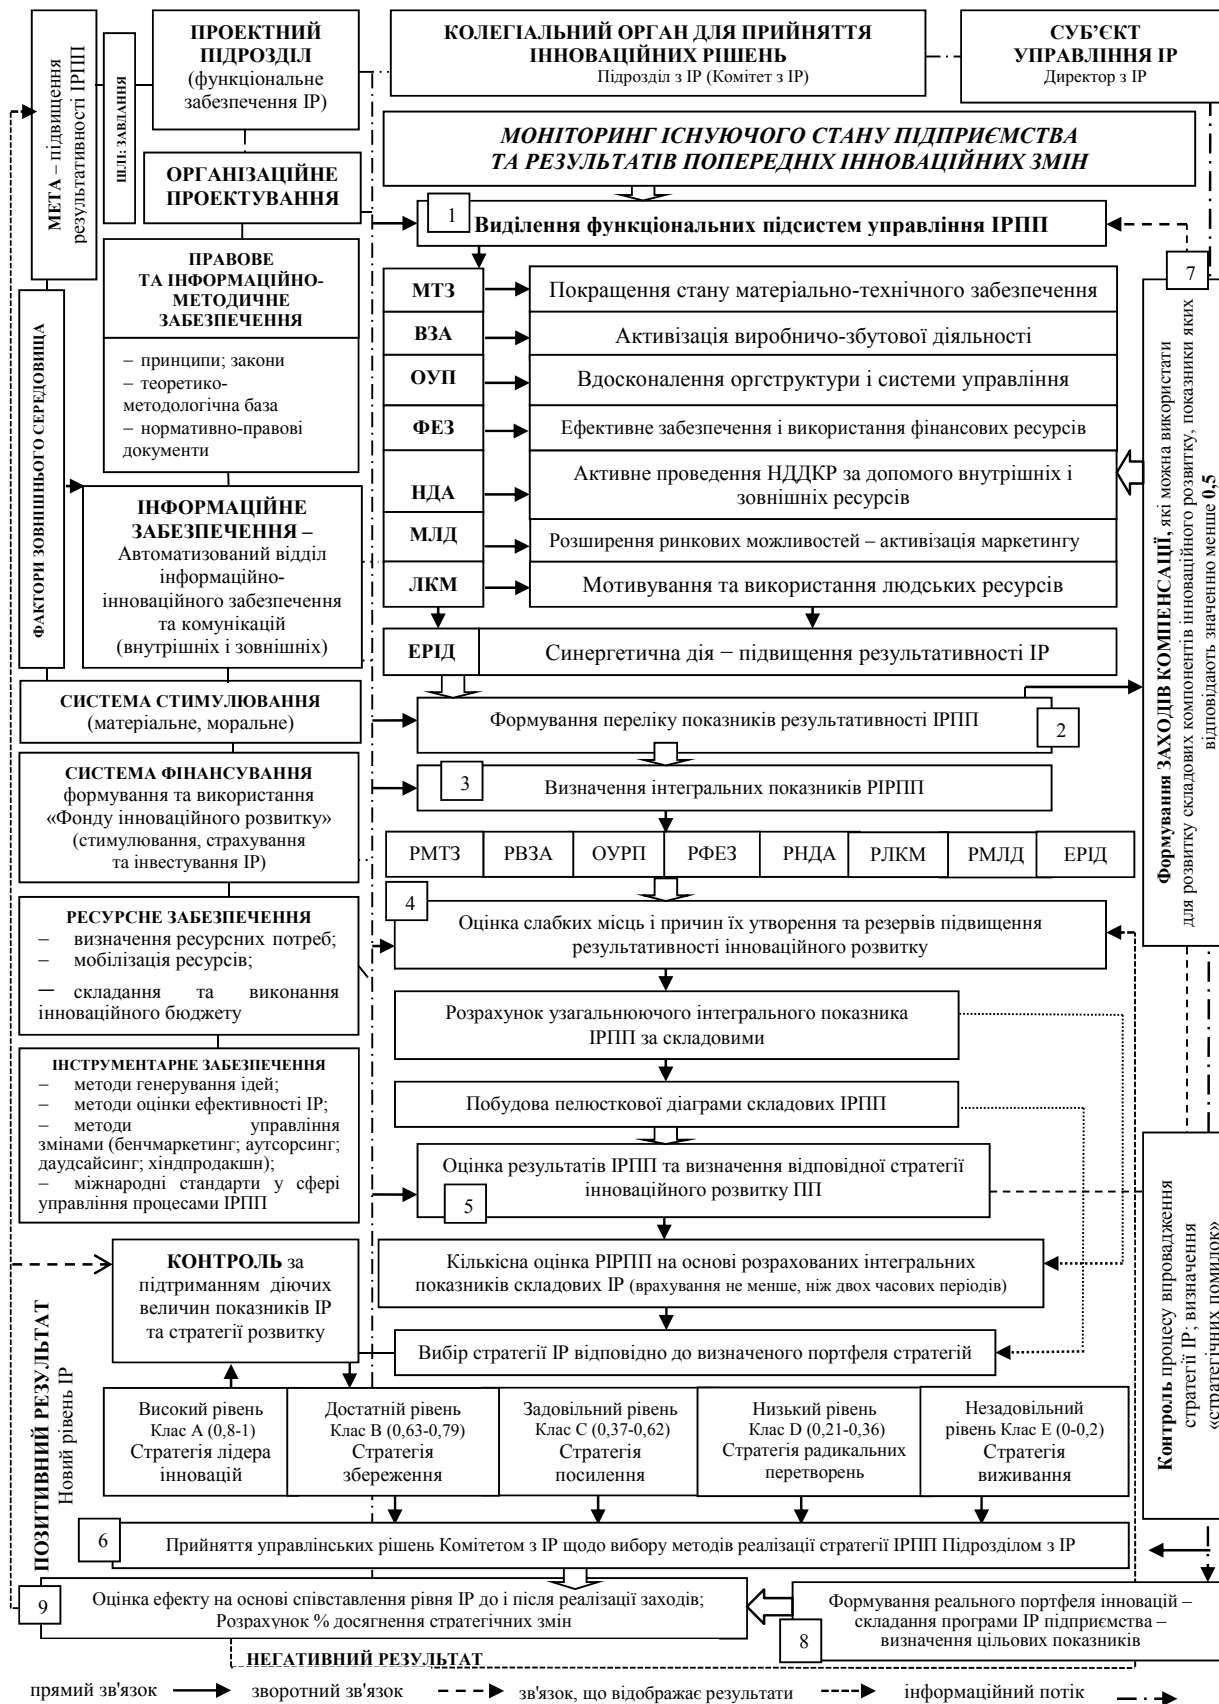 МЕТА – підвищення
результативності ІРПП
ЦІЛІ: ЗАВДАННЯ
ПРОЕКТНИЙ
ПІДРОЗДІЛ
(функціональне
забезпечення ІР)
КОЛЕГІАЛЬНИЙ ОРГАН ДЛЯ ПРИЙНЯТТЯ
ІННОВАЦІЙНИХ РІШЕНЬ
Підрозділ з ІР (Комітет з ІР)
СУБ’ЄКТ
УПРАВЛІННЯ ІР
Директор з ІР
МОНІТОРИНГ ІСНУЮЧОГО СТАНУ ПІДПРИЄМСТВА
ТА РЕЗУЛЬТАТІВ ПОПЕРЕДНІХ ІННОВАЦІЙНИХ ЗМІН
ОРГАНІЗАЦІЙНЕ
ПРОЕКТУВАННЯ
1
Виділення функціональних підсистем управління ІРПП
ПРАВОВЕ
ТА ІНФОРМАЦІЙНО-
МЕТОДИЧНЕ
ЗАБЕЗПЕЧЕННЯ
– принципи; закони
– теоретико-
методологічна база
– нормативно-правові
документи
ФАКТОРИ ЗОВНІШНЬОГО СЕРЕДОВИЩА
ІНФОРМАЦІЙНЕ
ЗАБЕЗПЕЧЕННЯ –
Автоматизований відділ
інформаційно-
інноваційного забезпечення
та комунікацій
(внутрішніх і зовнішніх)
МТЗ Покращення стану матеріально-технічного забезпечення
ВЗА Активізація виробничо-збутової діяльності
ОУП Вдосконалення оргструктури і системи управління
ФЕЗ Ефективне забезпечення і використання фінансових ресурсів
НДА Активне проведення НДДКР за допомого внутрішніх і
зовнішніх ресурсів
МЛД Розширення ринкових можливостей – активізація маркетингу
ЛКМ Мотивування та використання людських ресурсів
ЕРІД Синергетична дія – підвищення результативності ІР
7
Формування ЗАХОДІВ КОМПЕНСАЦІЇ, які можна використати
для розвитку складових компонентів інноваційного розвитку, показники яких
відповідають значенню менше 0,5
СИСТЕМА СТИМУЛЮВАННЯ
(матеріальне, моральне)
Формування переліку показників результативності ІРПП
2
СИСТЕМА ФІНАНСУВАННЯ
формування та використання
«Фонду інноваційного розвитку»
(стимулювання, страхування
та інвестування ІР)
3
Визначення інтегральних показників РІРПП
РМТЗ РВЗА ОУРП РФЕЗ РНДА РЛКМ РМЛД ЕРІД
РЕСУРСНЕ ЗАБЕЗПЕЧЕННЯ
– визначення ресурсних потреб;
– мобілізація ресурсів;
– складання та виконання
інноваційного бюджету
4
Оцінка слабких місць і причин їх утворення та резервів підвищення
результативності інноваційного розвитку
Розрахунок узагальнюючого інтегрального показника
ІРПП за складовими
ІНСТРУМЕНТАРНЕ ЗАБЕЗПЕЧЕННЯ
– методи генерування ідей;
– методи оцінки ефективності ІР;
– методи управління
змінами (бенчмаркетинг; аутсорсинг;
даудсайсинг; хіндпродакшн);
– міжнародні стандарти у сфері
управління процесами ІРПП
Побудова пелюсткової діаграми складових ІРПП
Оцінка результатів ІРПП та визначення відповідної стратегії
інноваційного розвитку ПП
5
Контроль процесу впровадження
стратегії ІР; визначення
«стратегічних помилок»
КОНТРОЛЬ за
підтриманням діючих
величин показників ІР
та стратегії розвитку
Кількісна оцінка РІРПП на основі розрахованих інтегральних
показників складових ІР (врахування не менше, ніж двох часових періодів)
Вибір стратегії ІР відповідно до визначеного портфеля стратегій
ПОЗИТИВНИЙ РЕЗУЛЬТАТ
Новий рівень ІР
Високий рівень
Клас А (0,8-1)
Стратегія лідера
інновацій
Достатній рівень
Клас В (0,63-0,79)
Стратегія
збереження
Задовільний рівень
Клас С (0,37-0,62)
Стратегія
посилення
Низький рівень
Клас D (0,21-0,36)
Стратегія радикальних
перетворень
Незадовільний
рівень Клас Е (0-0,2)
Стратегія
виживання
6
Прийняття управлінських рішень Комітетом з ІР щодо вибору методів реалізації стратегії ІРПП Підрозділом з ІР
9
Оцінка ефекту на основі співставлення рівня ІР до і після реалізації заходів;
Розрахунок % досягнення стратегічних змін
Формування реального портфеля інновацій –
складання програми ІР підприємства –
визначення цільових показників
8
НЕГАТИВНИЙ РЕЗУЛЬТАТ
прямий зв'язок зворотний зв'язок зв'язок, що відображає результати інформаційний потік